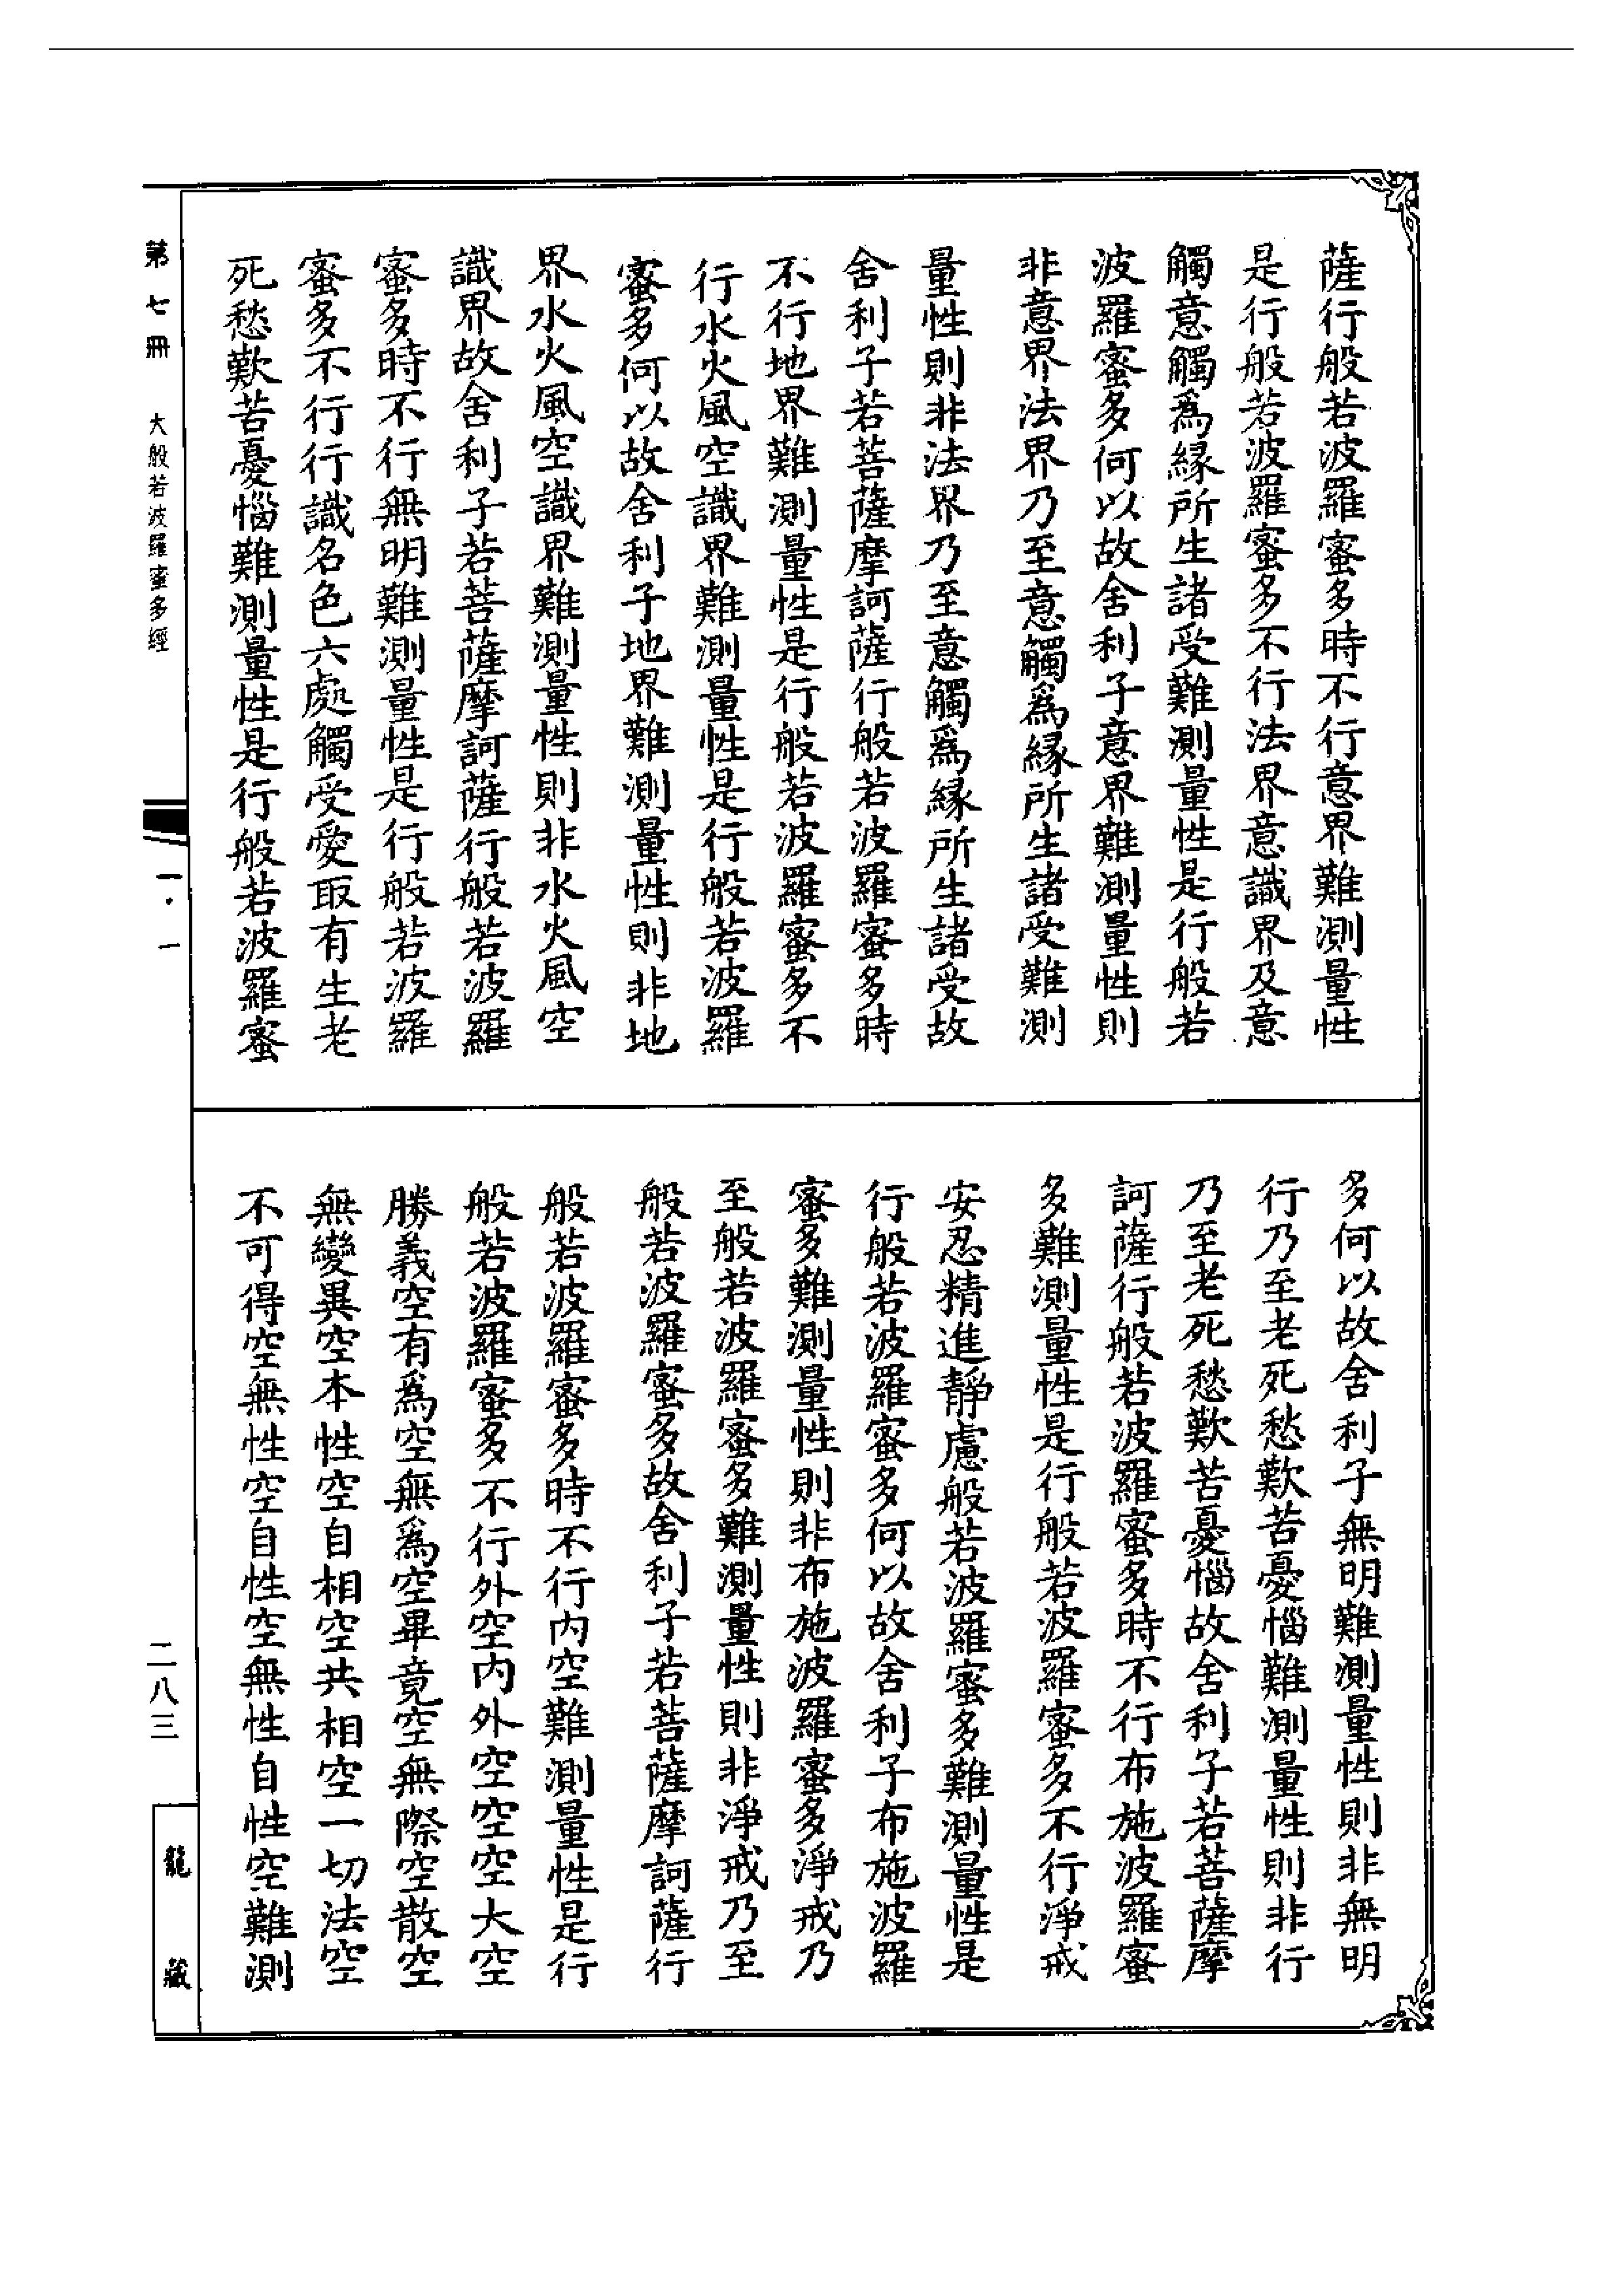 薩行般若波羅蜜多時不行意界難測量性
是行般若波羅蜜多不行法界意識界及意
觸意觸爲緣所生諸受難測量性是行般若
波羅蜜多何以故舍利子意界難測量性則
非意界法界乃至意觸爲緣所生諸受難測
量性則非法界乃至意觸爲緣所生諸受故
舍利子若菩薩摩訶薩行般若波羅蜜多時
不行地界難測量性是行般若波羅蜜多不
行水火風空識界難測量性是行般若波羅
蜜多何以故舍利子地界難測量性則非地
界水火風空識界難測量性則非水火風空
識界故舍利子若菩薩摩訶薩行般若波羅
蜜多時不行無明難測量性是行般若波羅
蜜多不行行識名色六處觸受愛取有生老
死愁歎苦憂惱難測量性是行般若波羅蜜
多何以故舍利子無明難測量性則非無明
行乃至老死愁歎苦憂惱難測量性則非行
乃至老死愁歎苦憂惱故舍利子若菩薩摩
訶薩行般若波羅蜜多時不行布施波羅蜜
多難測量性是行般若波羅蜜多不行淨戒
安忍精進靜慮般若波羅蜜多難測量性是
行般若波羅蜜多何以故舍利子布施波羅
蜜多難測量性則非布施波羅蜜多淨戒乃
至般若波羅蜜多難測量性則非淨戒乃至
般若波羅蜜多故舍利子若菩薩摩訶薩行
般若波羅蜜多時不行內空難測量性是行
般若波羅蜜多不行外空內外空空空大空
勝義空有爲空無爲空畢竟空無際空散空
無變異空本性空自相空共相空一切法空
不可得空無性空自性空無性自性空難測
第七冊 大般若波羅蜜多經 一·一
二八三
龍藏